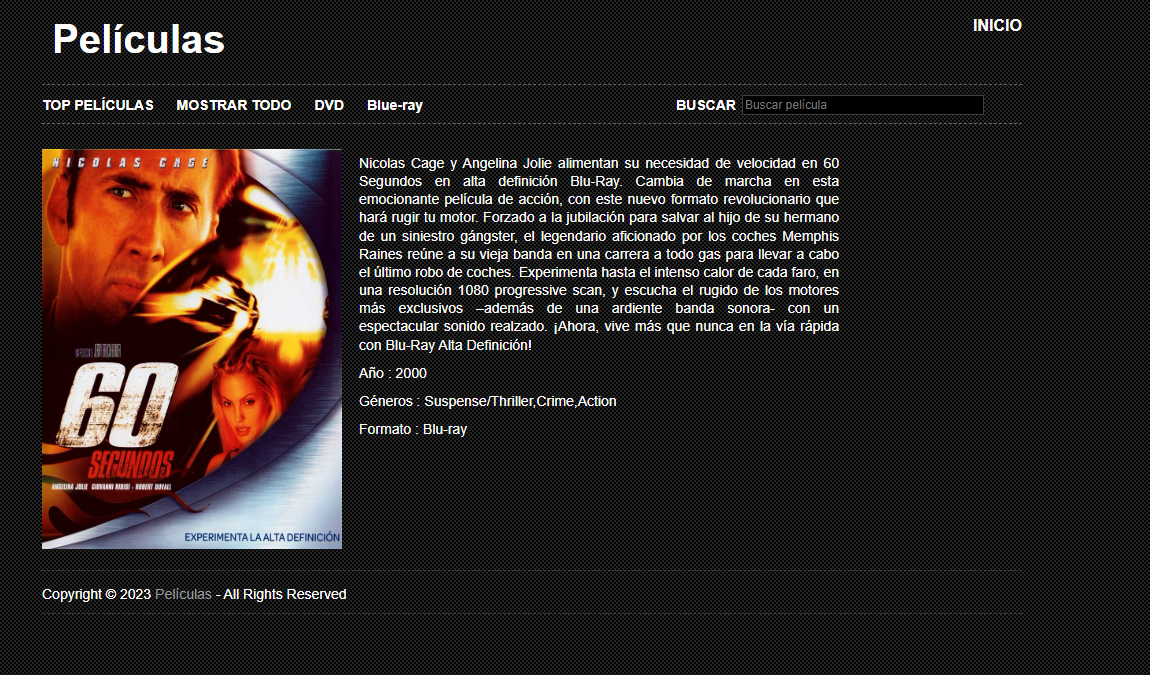 Películas
INICIO
TOP PELÍCULAS MOSTRAR TODO DVD Blue-ray
BUSCAR Buscar película
NICOLAS CAGE
60
SEGUNDOS
ANGELINA JOLIE GIOVANNI RIBISI - ROBERT DUVALL
EXPERIMENTA LA ALTA DEFINICIÓN
Nicolas Cage y Angelina Jolie alimentan su necesidad de velocidad en 60
Segundos en alta definición Blu-Ray. Cambia de marcha en esta
emocionante película de acción, con este nuevo formato revolucionario que
hará rugir tu motor. Forzado a la jubilación para salvar al hijo de su hermano
de un siniestro gángster, el legendario aficionado por los coches Memphis
Raines reúne a su vieja banda en una carrera a todo gas para llevar a cabo
el último robo de coches. Experimenta hasta el intenso calor de cada faro, en
una resolución 1080 progressive scan, y escucha el rugido de los motores
más exclusivos –además de una ardiente banda sonora- con un
espectacular sonido realzado. ¡Ahora, vive más que nunca en la vía rápida
con Blu-Ray Alta Definición!
Año : 2000
Géneros : Suspense/Thriller,Crime,Action
Formato : Blu-ray
Copyright © 2023 Películas - All Rights Reserved